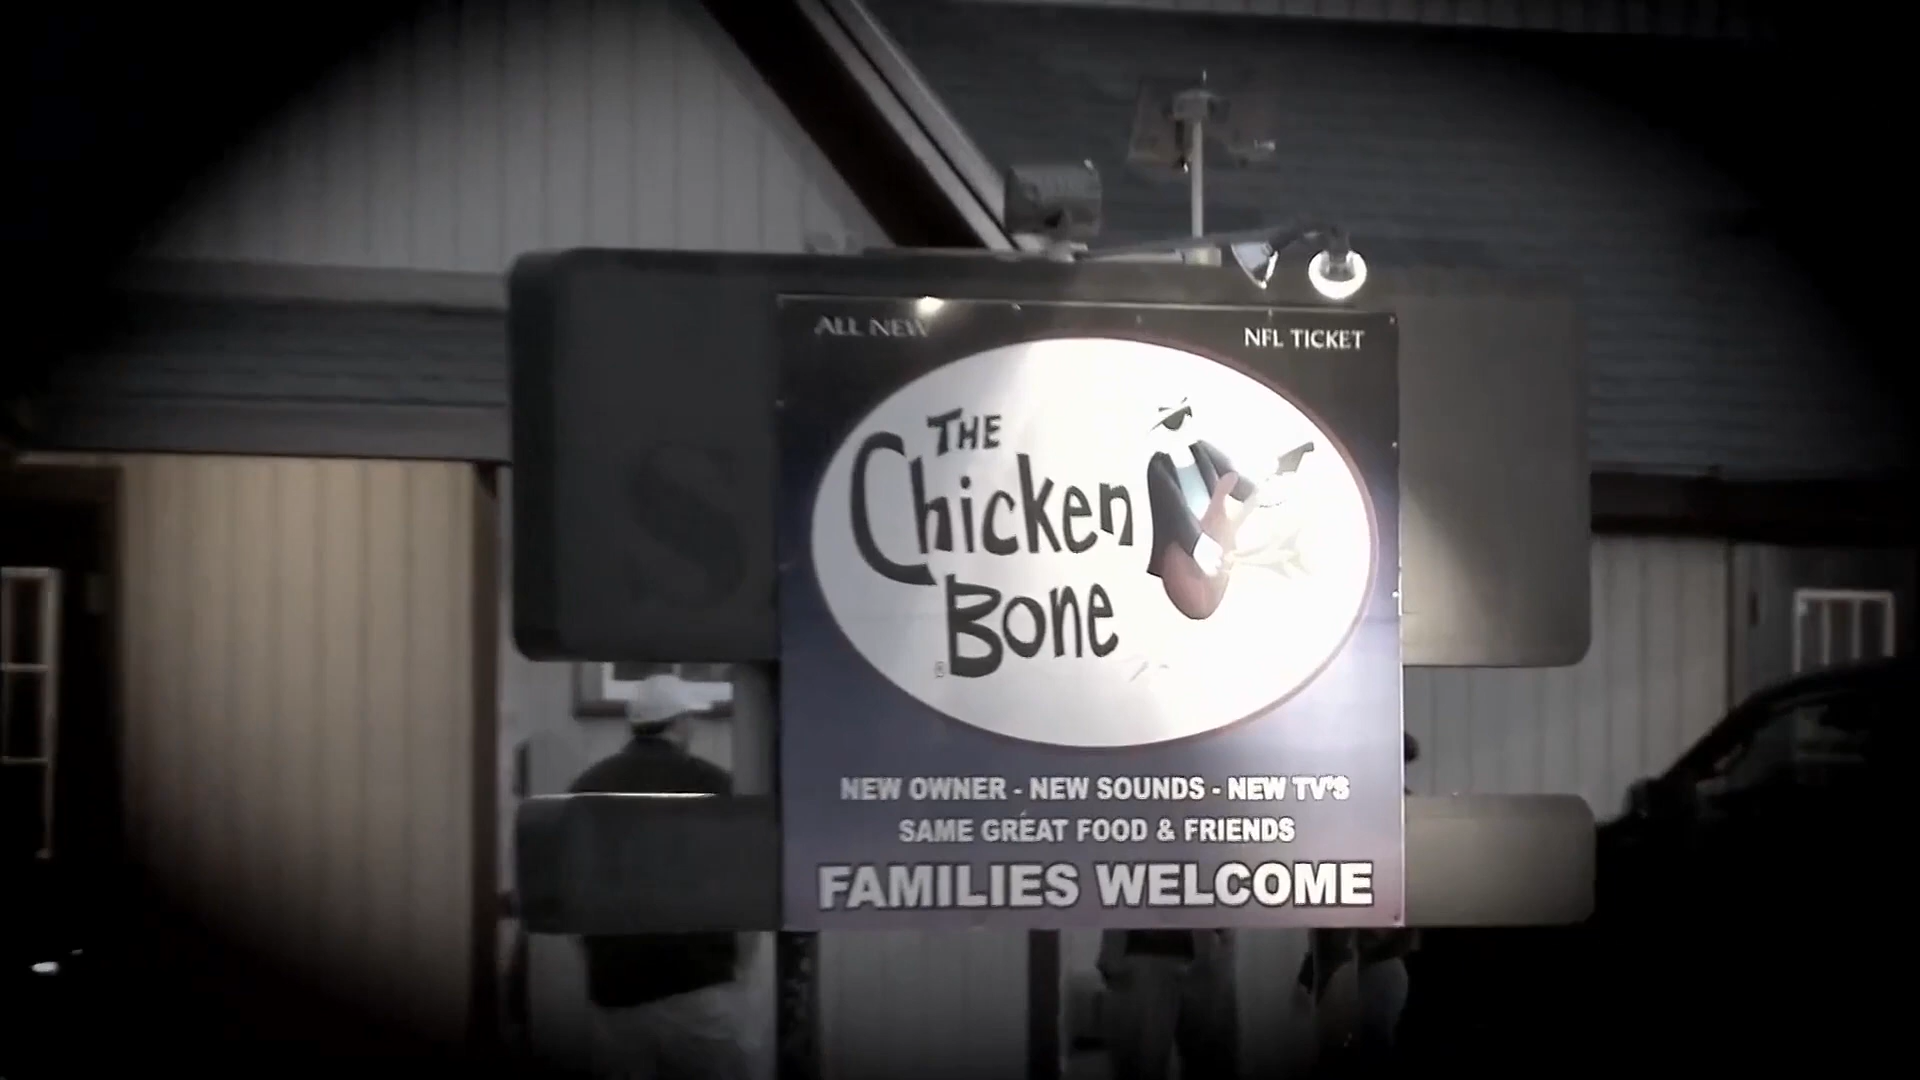 ALL NEW
NFL TICKET
THE
Chicken
Bone
NEW OWNER - NEW SOUNDS - NEW TV'S
SAME GREAT FOOD & FRIENDS
FAMILIES WELCOME